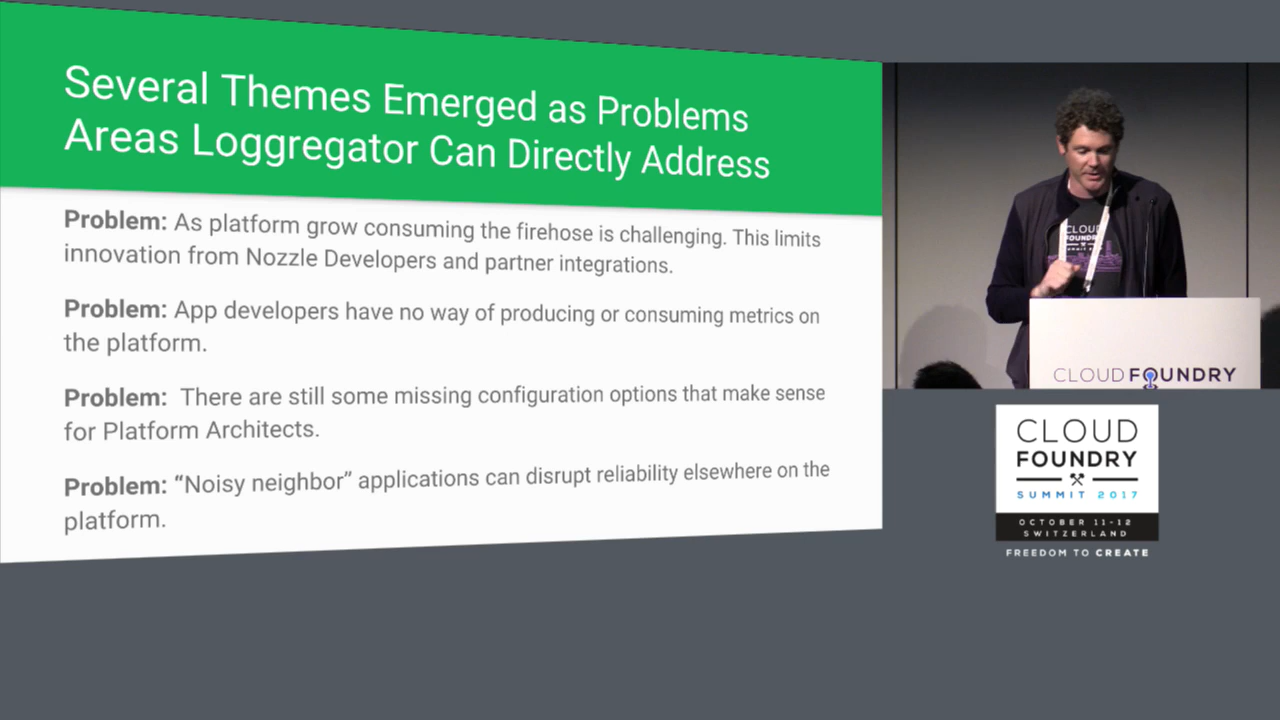 Several Themes Emerged as Problems
Areas Loggregator Can Directly Address
Problem: As platform grow consuming the firehose is challenging. This limits
innovation from Nozzle Developers and partner integrations.
Problem: App developers have no way of producing or consuming metrics on
the platform.
Problem: There are still some missing configuration options that make sense
for Platform Architects.
Problem: “Noisy neighbor” applications can disrupt reliability elsewhere on the
platform.
CLOUD
FOUNDRY
CLOUD FOUNDRY
CLOUD
FOUNDRY
SUMMIT 2017
OCTOBER 11-12
SWITZERLAND
FREEDOM TO CREATE